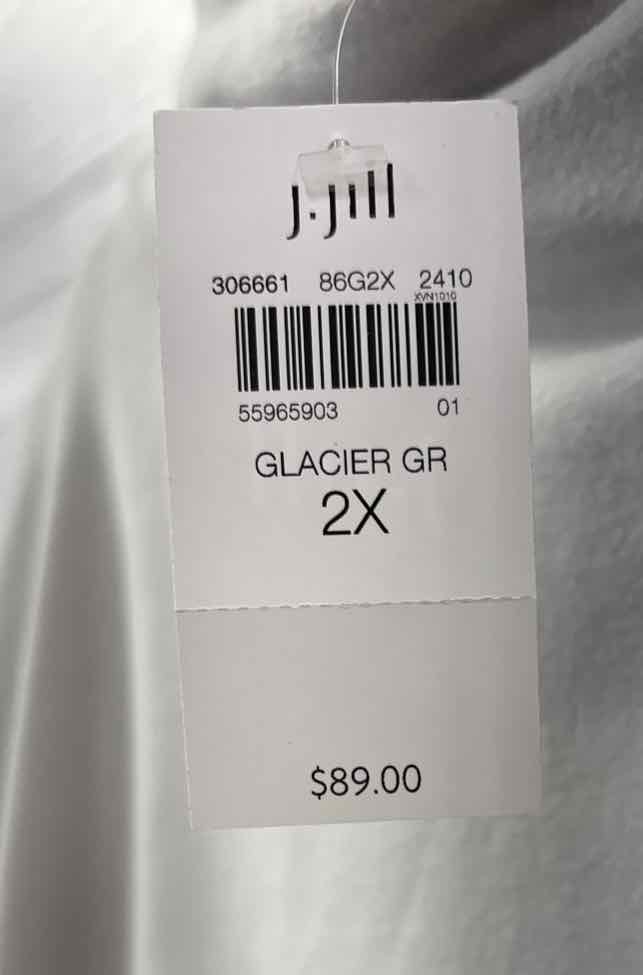 j.jill
306661 86G2X 2410
XVN1010
55965903 01
GLACIER GR
2X
$89.00